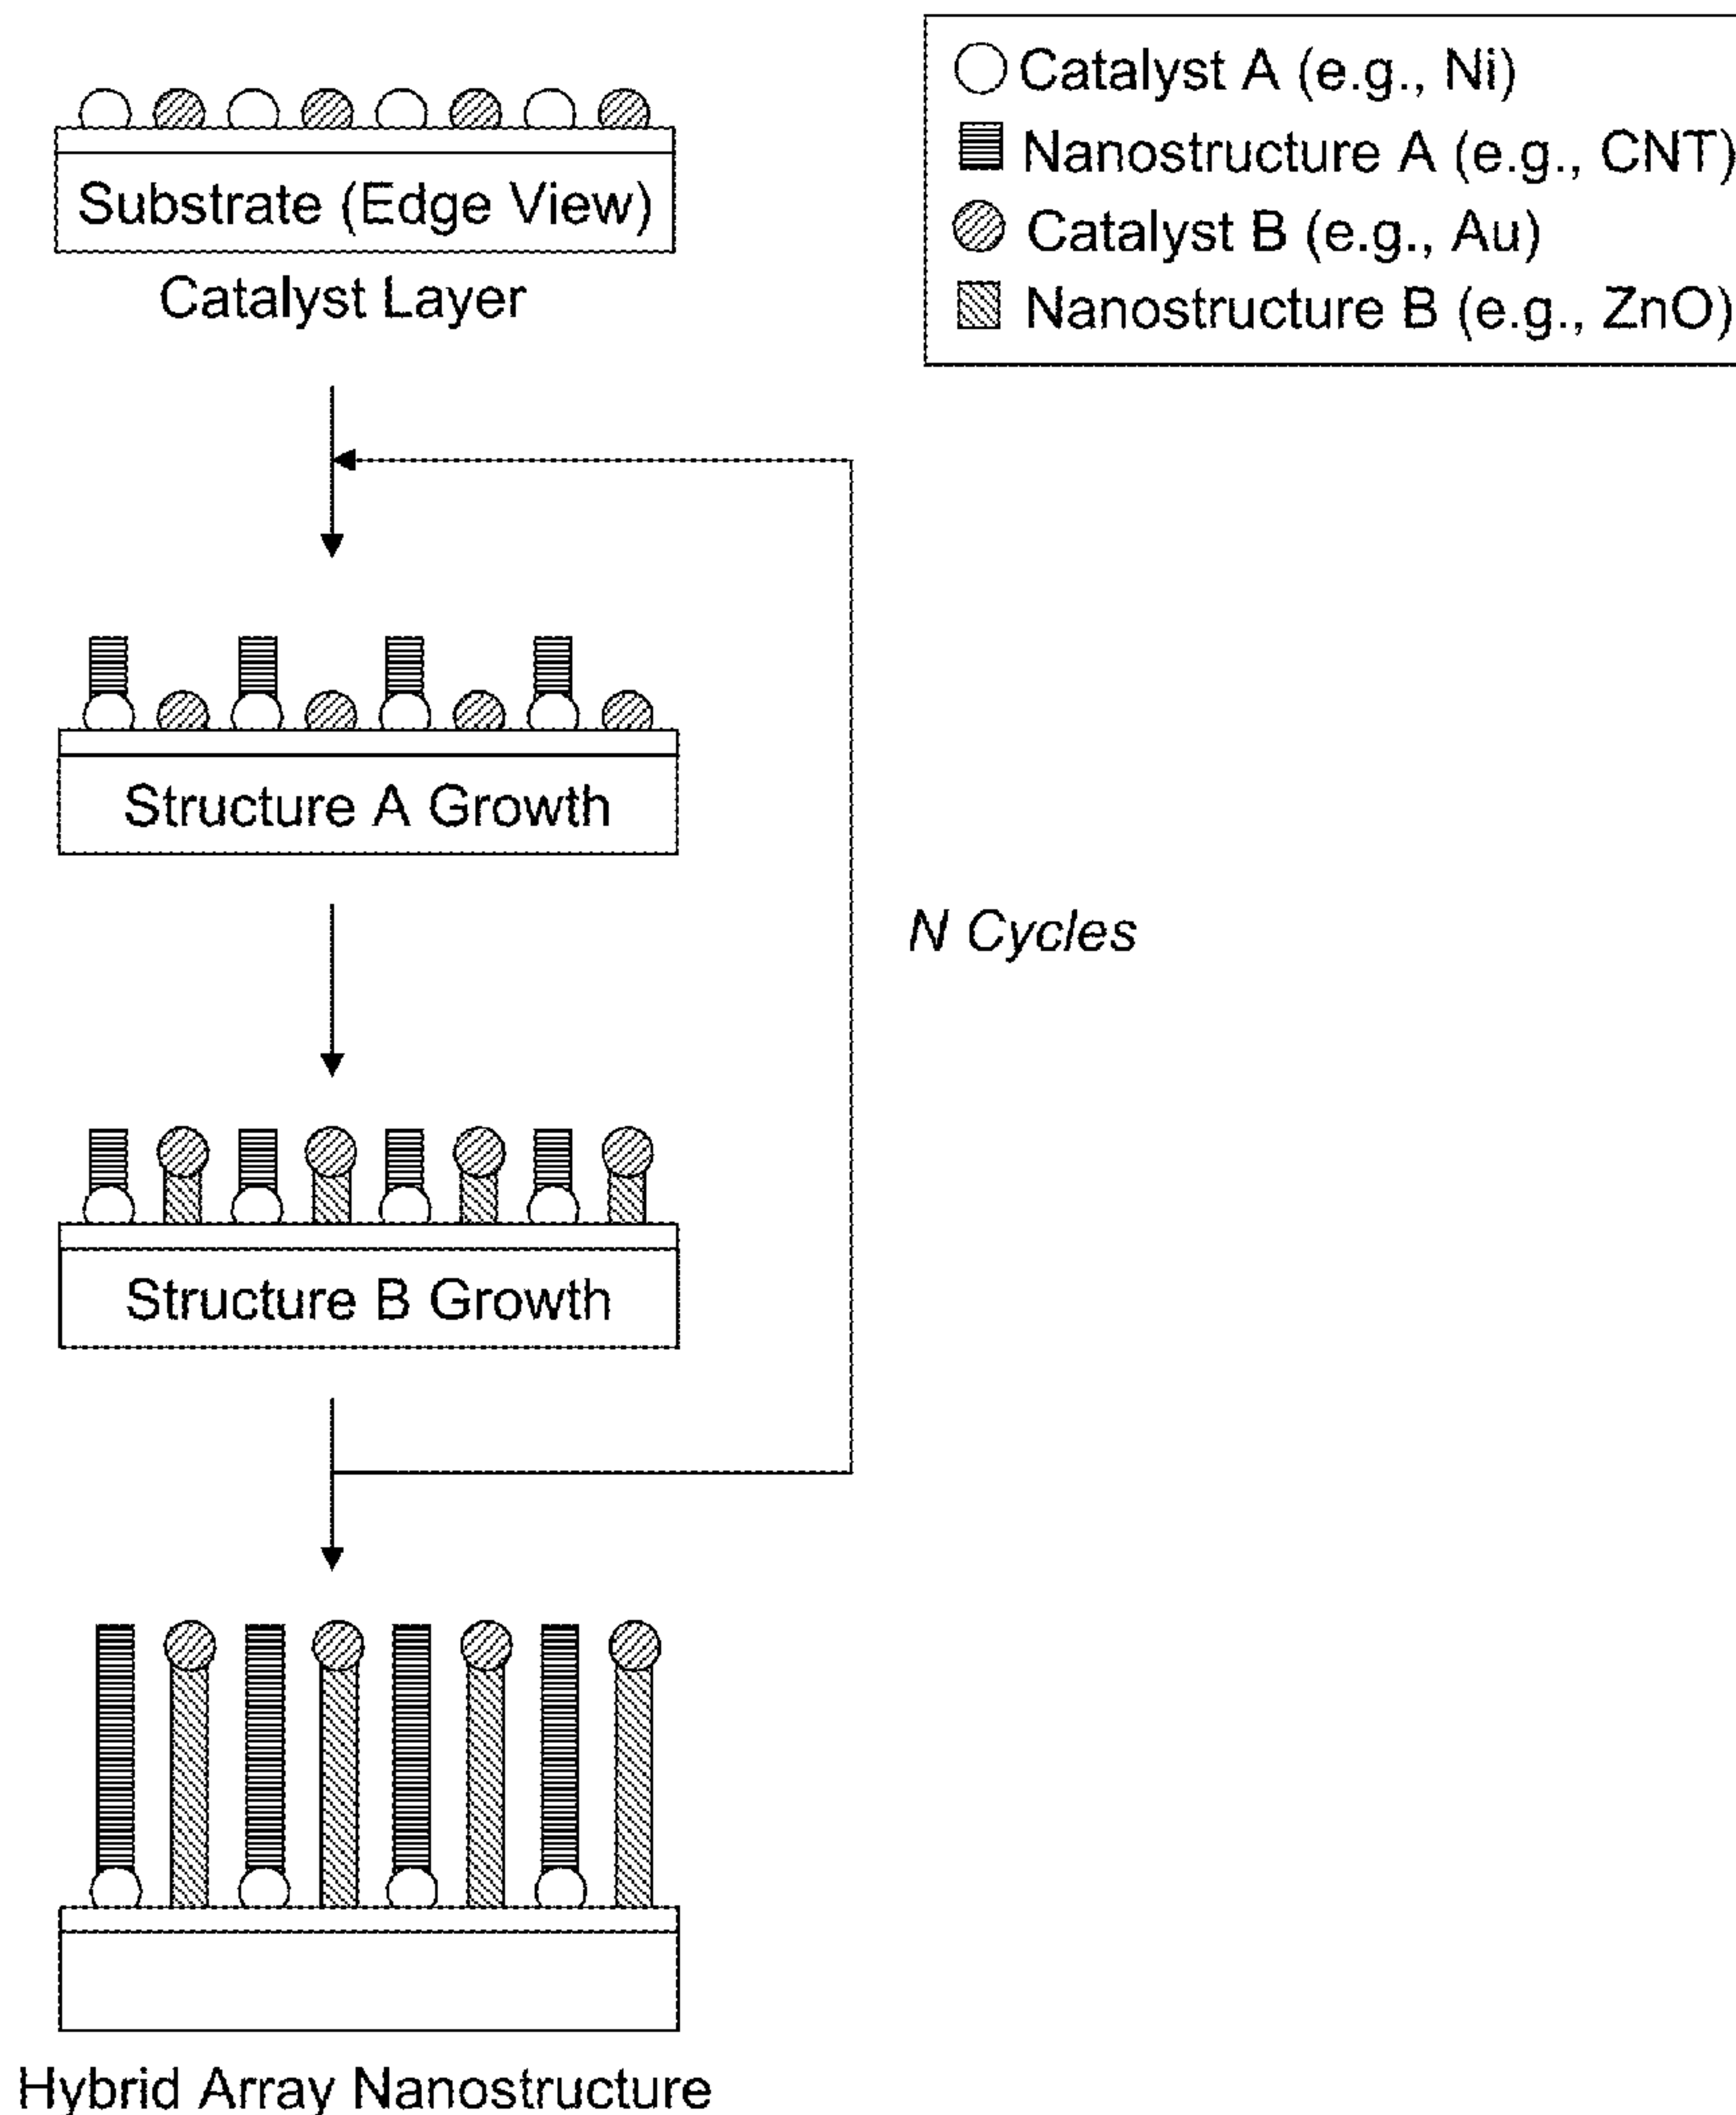 Catalyst A (e.g., Ni)
Nanostructure A (e.g., CNT)
Catalyst B (e.g., Au)
Nanostructure B (e.g., ZnO)
Substrate (Edge View)
Catalyst Layer
Structure A Growth
N Cycles
Structure B Growth
Hybrid Array Nanostructure